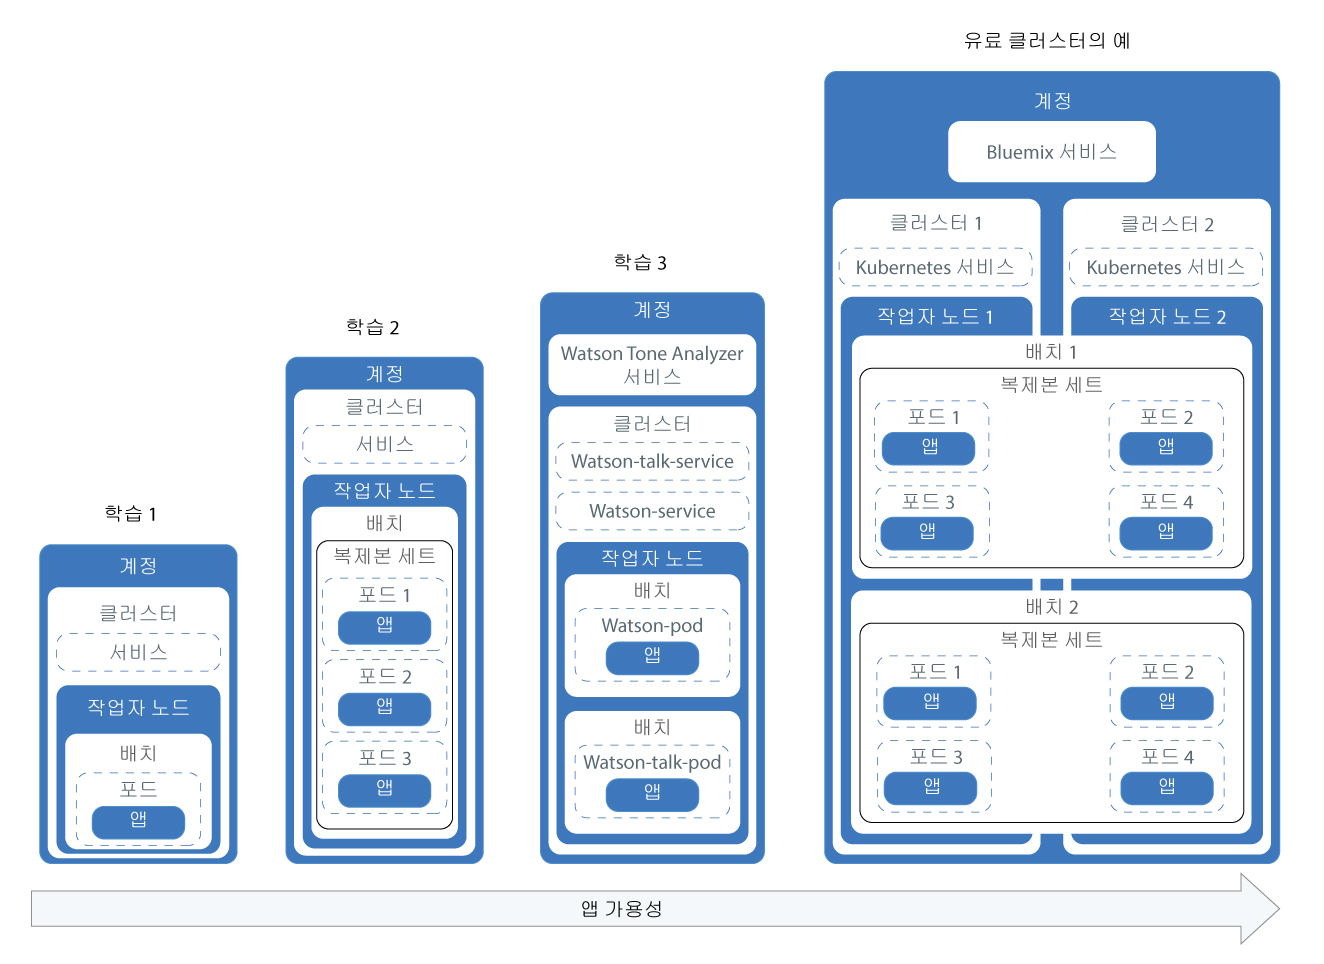 학습 1
계정
클러스터
서비스
작업자 노드
배치
포드
앱
학습 2
계정
클러스터
서비스
작업자 노드
배치
복제본 세트
포드 1
앱
포드 2
앱
포드 3
앱
학습 3
계정
Watson Tone Analyzer
서비스
클러스터
Watson-talk-service
Watson-service
작업자 노드
배치
Watson-pod
앱
배치
Watson-talk-pod
앱
유료 클러스터의 예
계정
Bluemix 서비스
클러스터 1
클러스터 2
Kubernetes 서비스
Kubernetes 서비스
작업자 노드 1
작업자 노드 2
배치 1
복제본 세트
포드 1
앱
포드 2
앱
포드 3
앱
포드 4
앱
배치 2
복제본 세트
포드 1
앱
포드 2
앱
포드 3
앱
포드 4
앱
앱 가용성